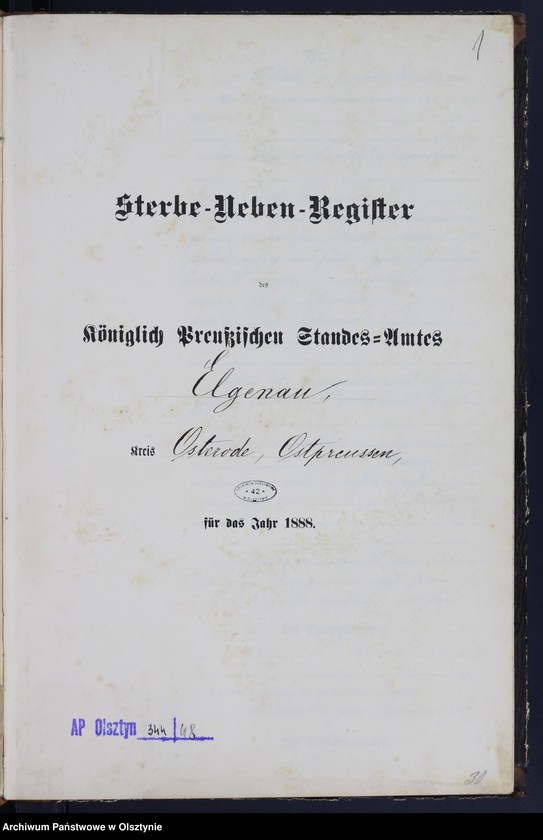 1
Sterbe-Neben-Register
des
Königlich Preußischen Standes-Amtes
Elgenau,
Kreis Osterode, Ostpreussen,
- 42 -
für das Jahr 1888.
AP Olsztyn 344/48
30
Archiwum Państwowe w Olsztynie